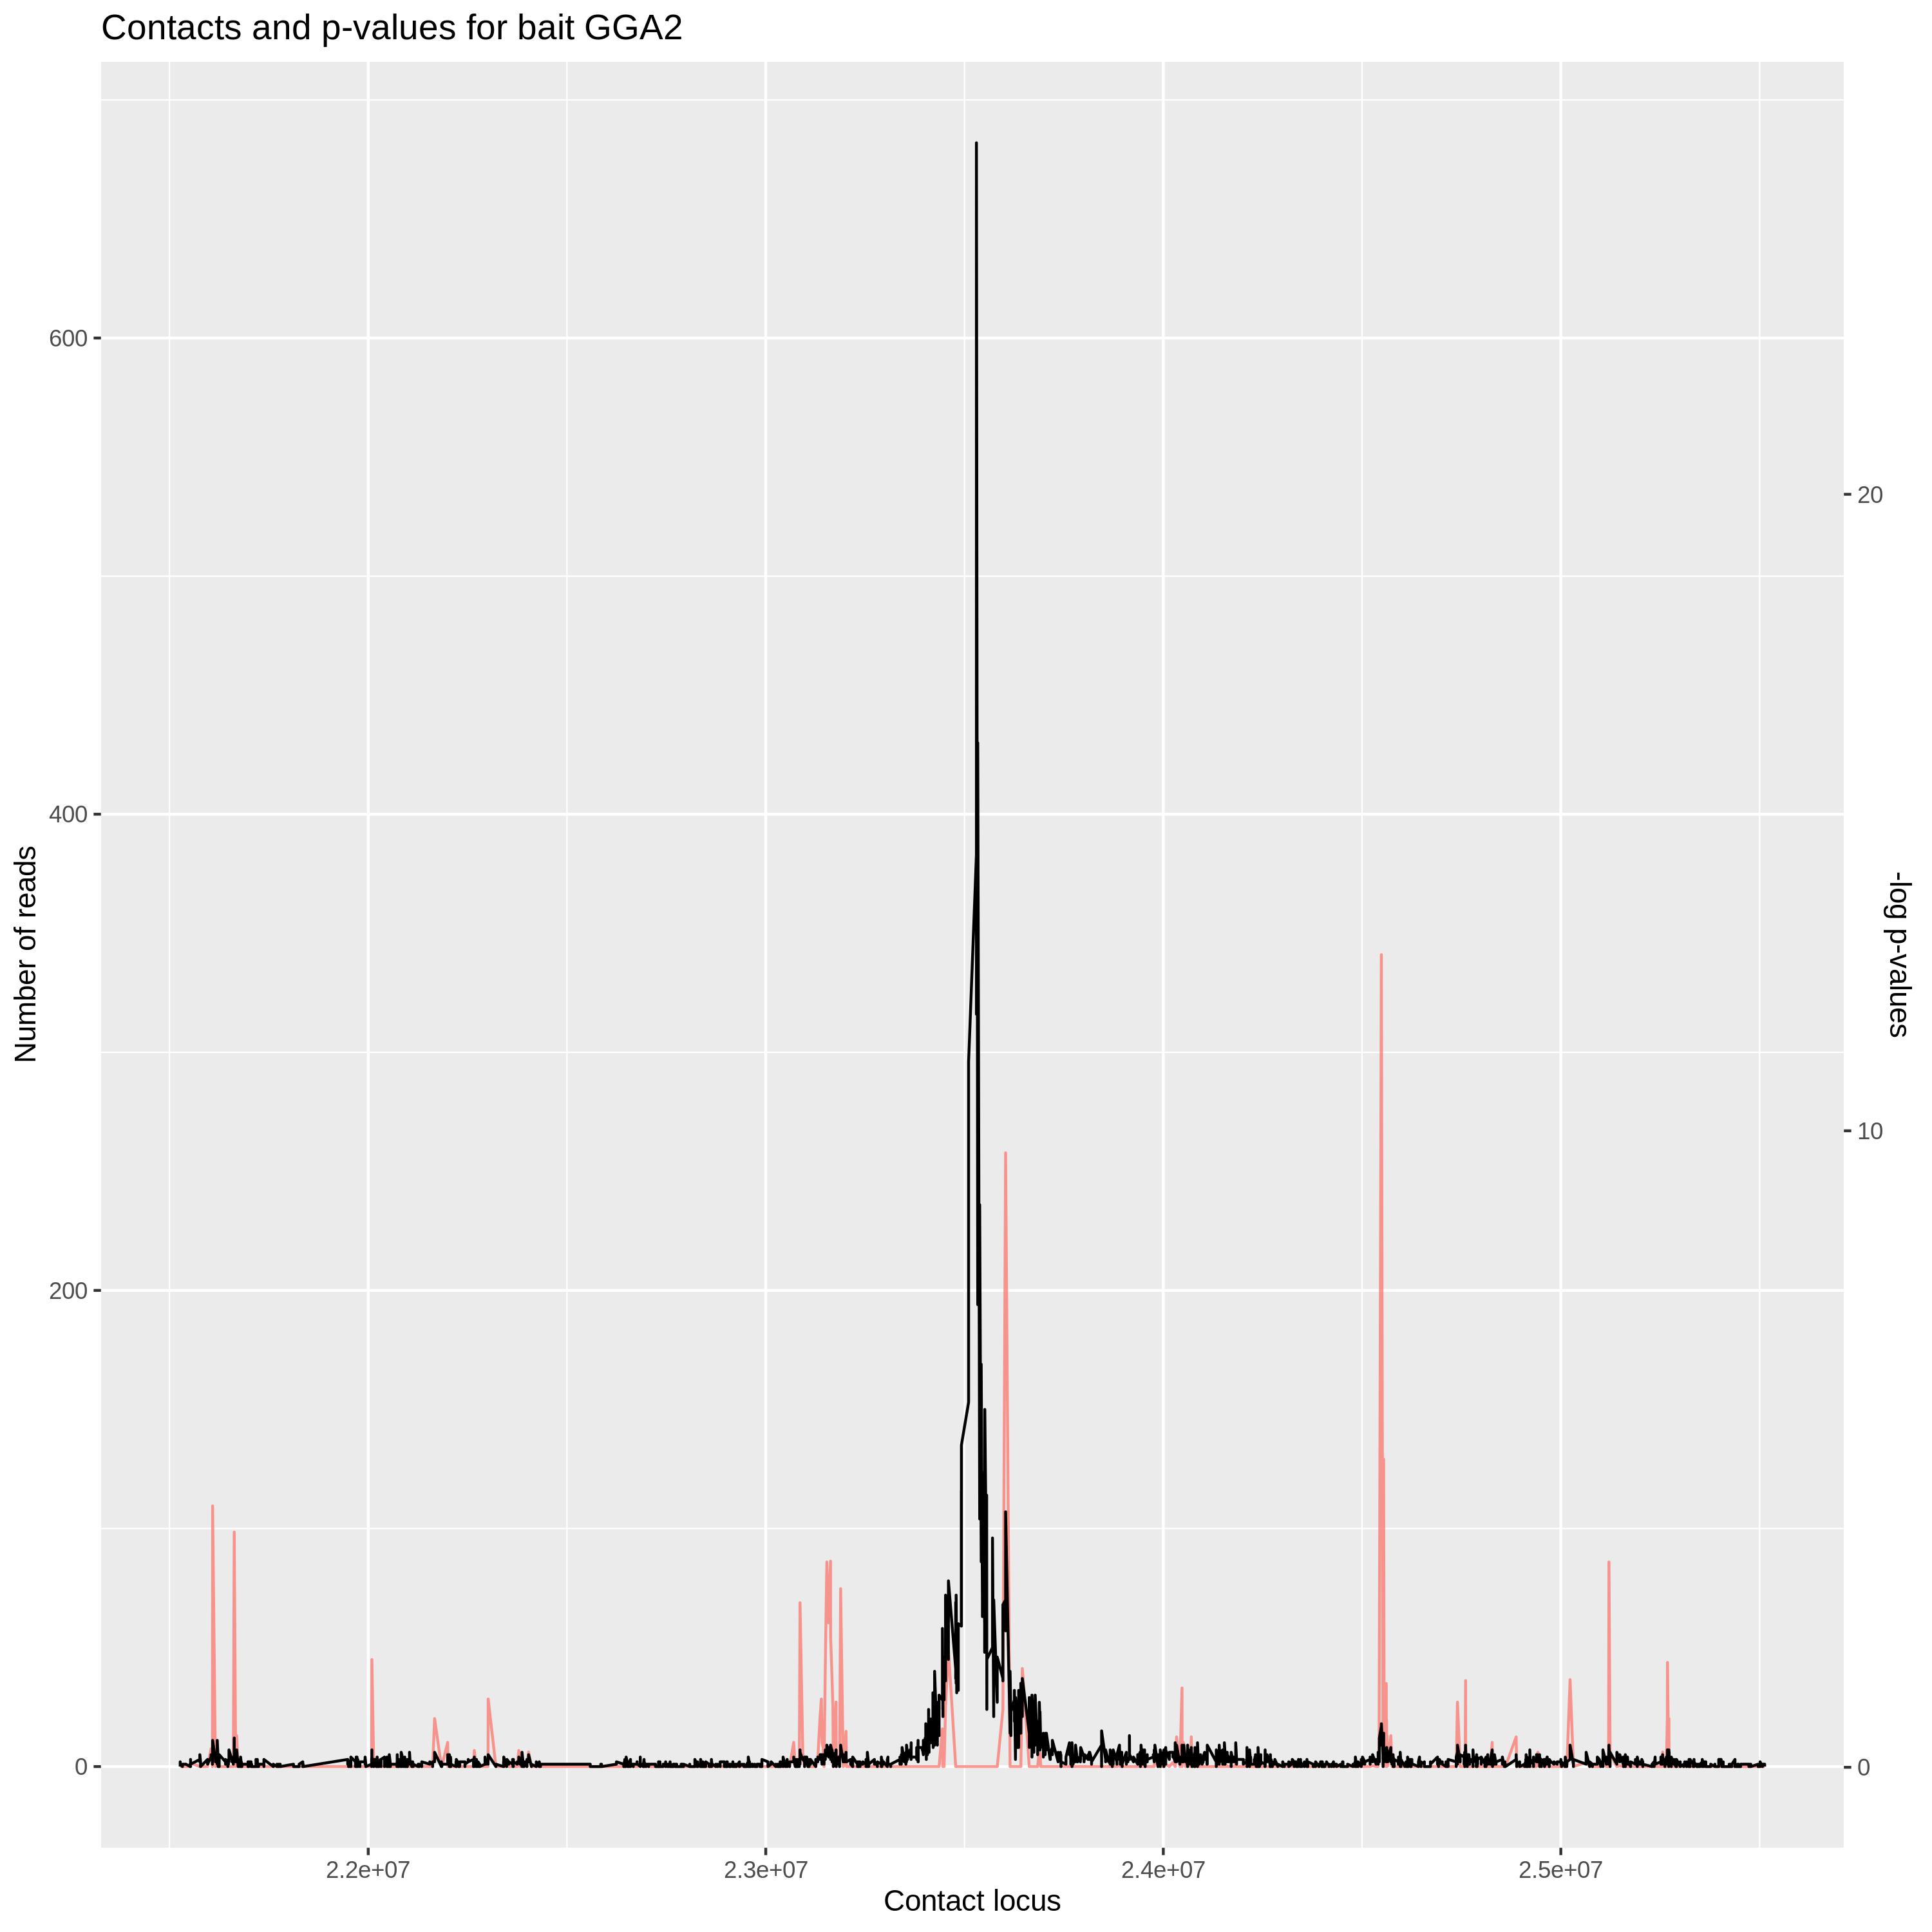 Contacts and p-values for bait GGA2
600
400
200
0
Number of reads
20
10
0
-log p-values
2.2e+07
2.3e+07
2.4e+07
2.5e+07
Contact locus